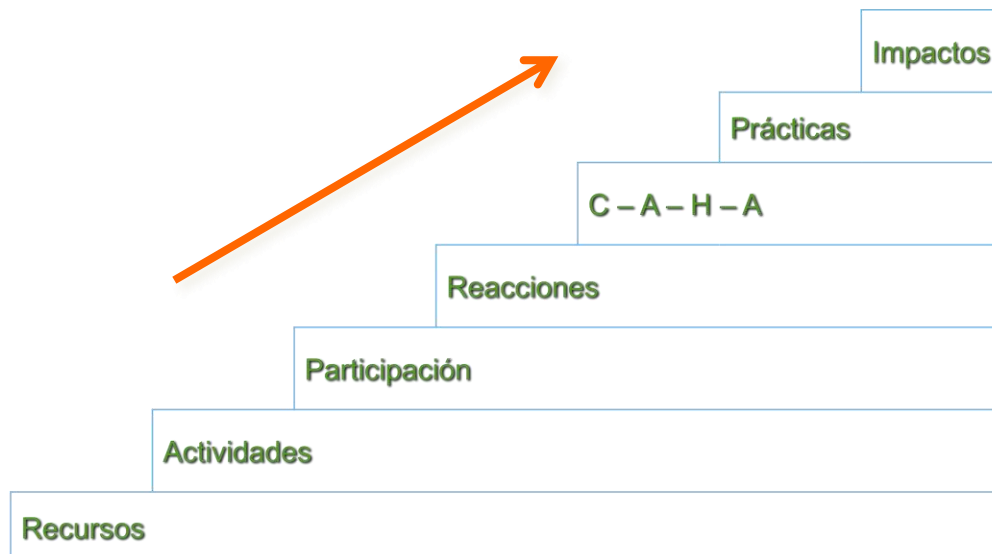 Impactos
Prácticas
C – A – H – A
Reacciones
Participación
Actividades
Recursos